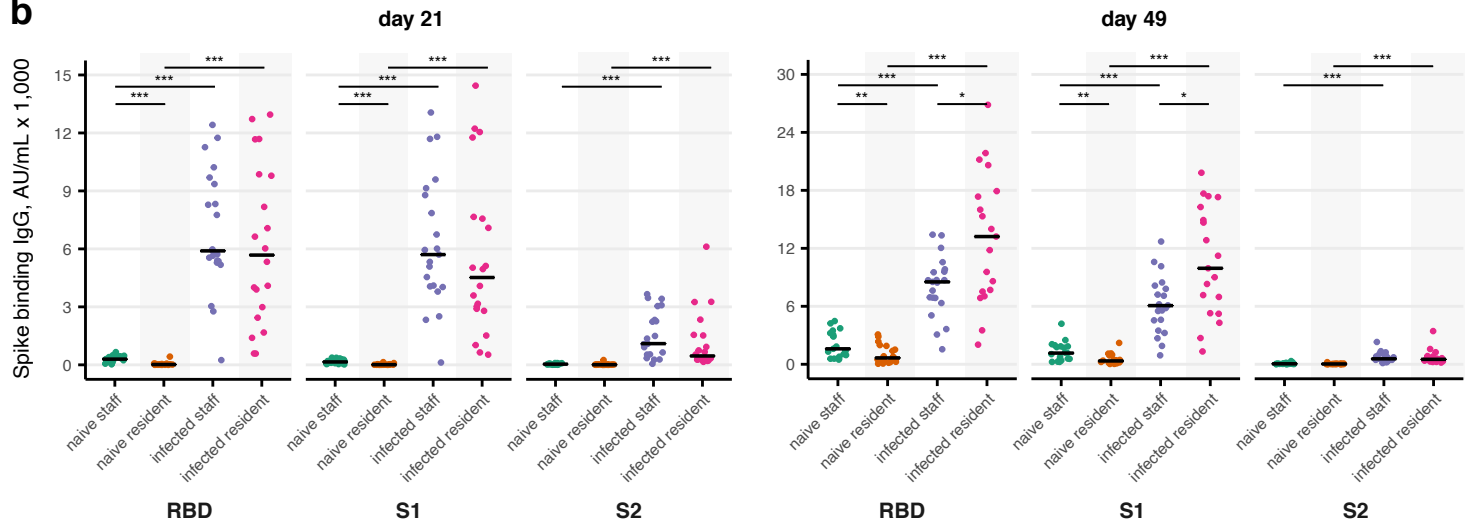 b
day 21
day 49
Spike binding IgG, AU/mL x 1,000
15
12
9
6
3
0
***
***
***
***
***
***
***
***
30
24
18
12
6
0
***
***
**
*
***
***
**
*
***
***
naive staff
naive resident
infected staff
infected resident
naive staff
naive resident
infected staff
infected resident
naive staff
naive resident
infected staff
infected resident
naive staff
naive resident
infected staff
infected resident
naive staff
naive resident
infected staff
infected resident
naive staff
naive resident
infected staff
infected resident
RBD
S1
S2
RBD
S1
S2